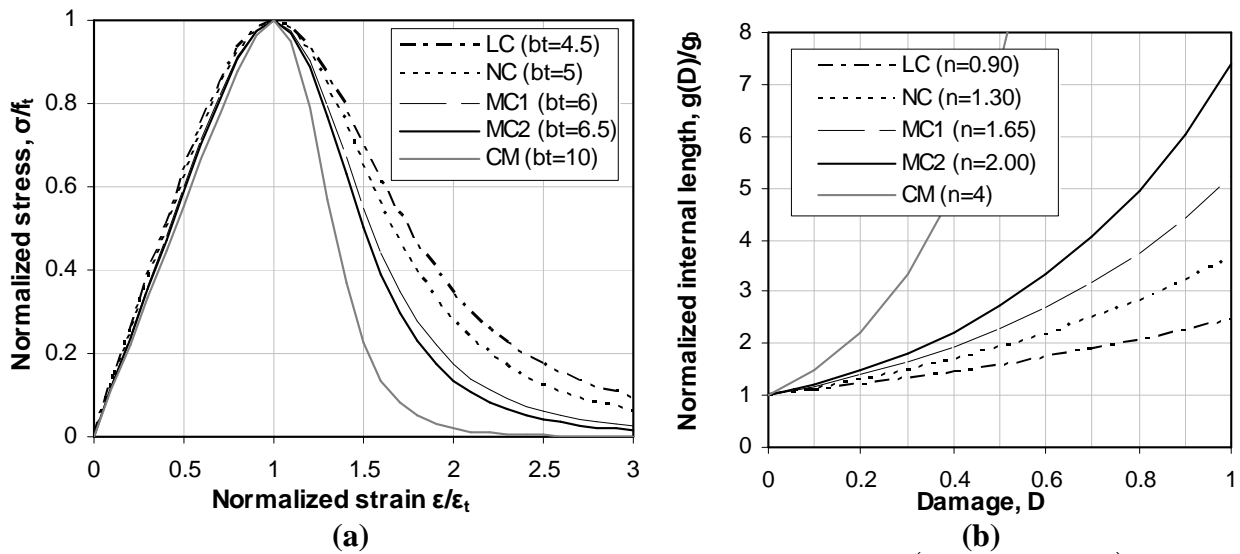 Normalized stress, σ/fₜ
1
0.8
0.6
0.4
0.2
0
LC (bt=4.5)
NC (bt=5)
MC1 (bt=6)
MC2 (bt=6.5)
CM (bt=10)
0 0.5 1 1.5 2 2.5 3
Normalized strain ε/εₜ
(a)
Normalized internal length, g(D)/g₀
8
7
6
5
4
3
2
1
0
LC (n=0.90)
NC (n=1.30)
MC1 (n=1.65)
MC2 (n=2.00)
CM (n=4)
0 0.2 0.4 0.6 0.8 1
Damage, D
(b)